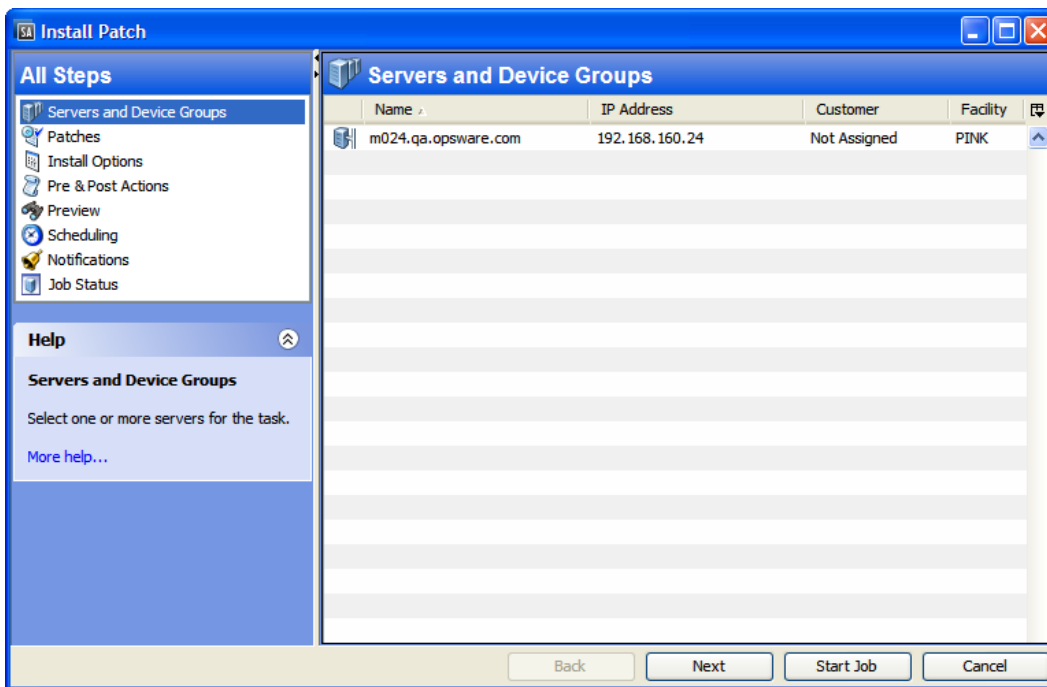 SA Install Patch
All Steps
Servers and Device Groups
Patches
Install Options
Pre & Post Actions
Preview
Scheduling
Notifications
Job Status
Help
Servers and Device Groups
Select one or more servers for the task.
More help...
Servers and Device Groups
Name IP Address Customer Facility
m024.qa.opsware.com 192.168.160.24 Not Assigned PINK
Back Next Start Job Cancel